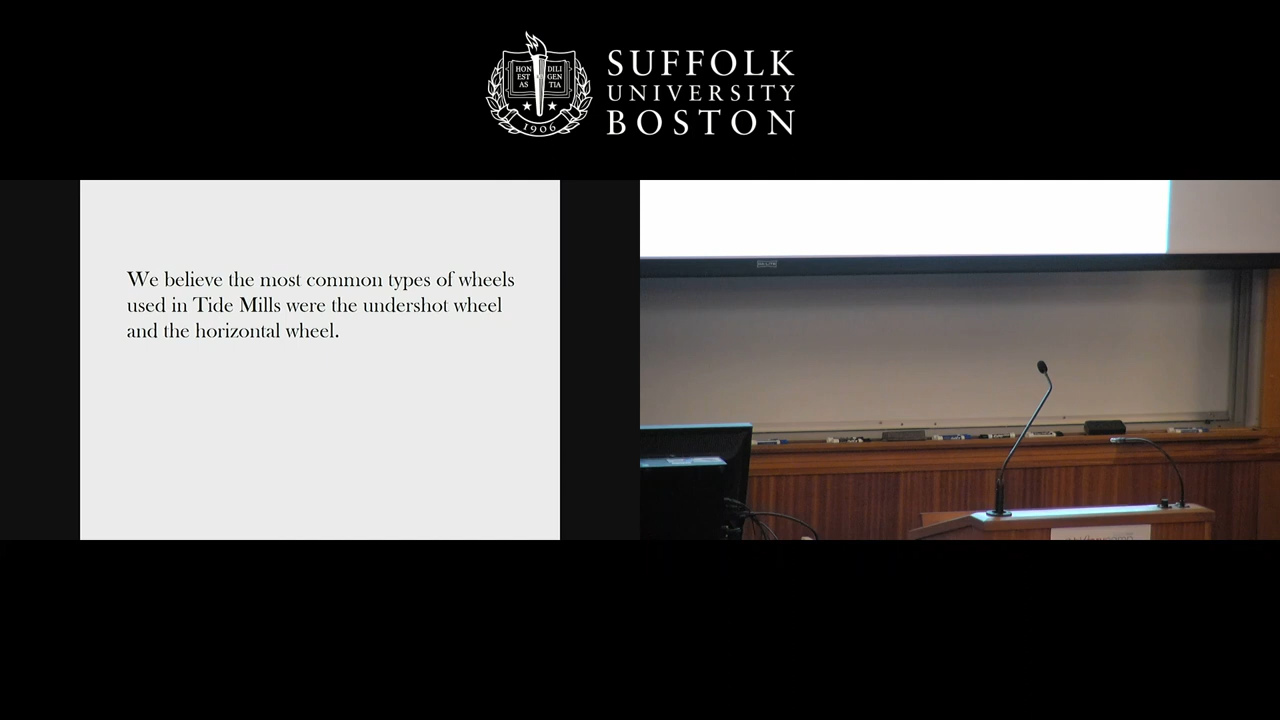 HON DILI
EST GEN
AS TIA
1906
SUFFOLK
UNIVERSITY
BOSTON
We believe the most common types of wheels
used in Tide Mills were the undershot wheel
and the horizontal wheel.